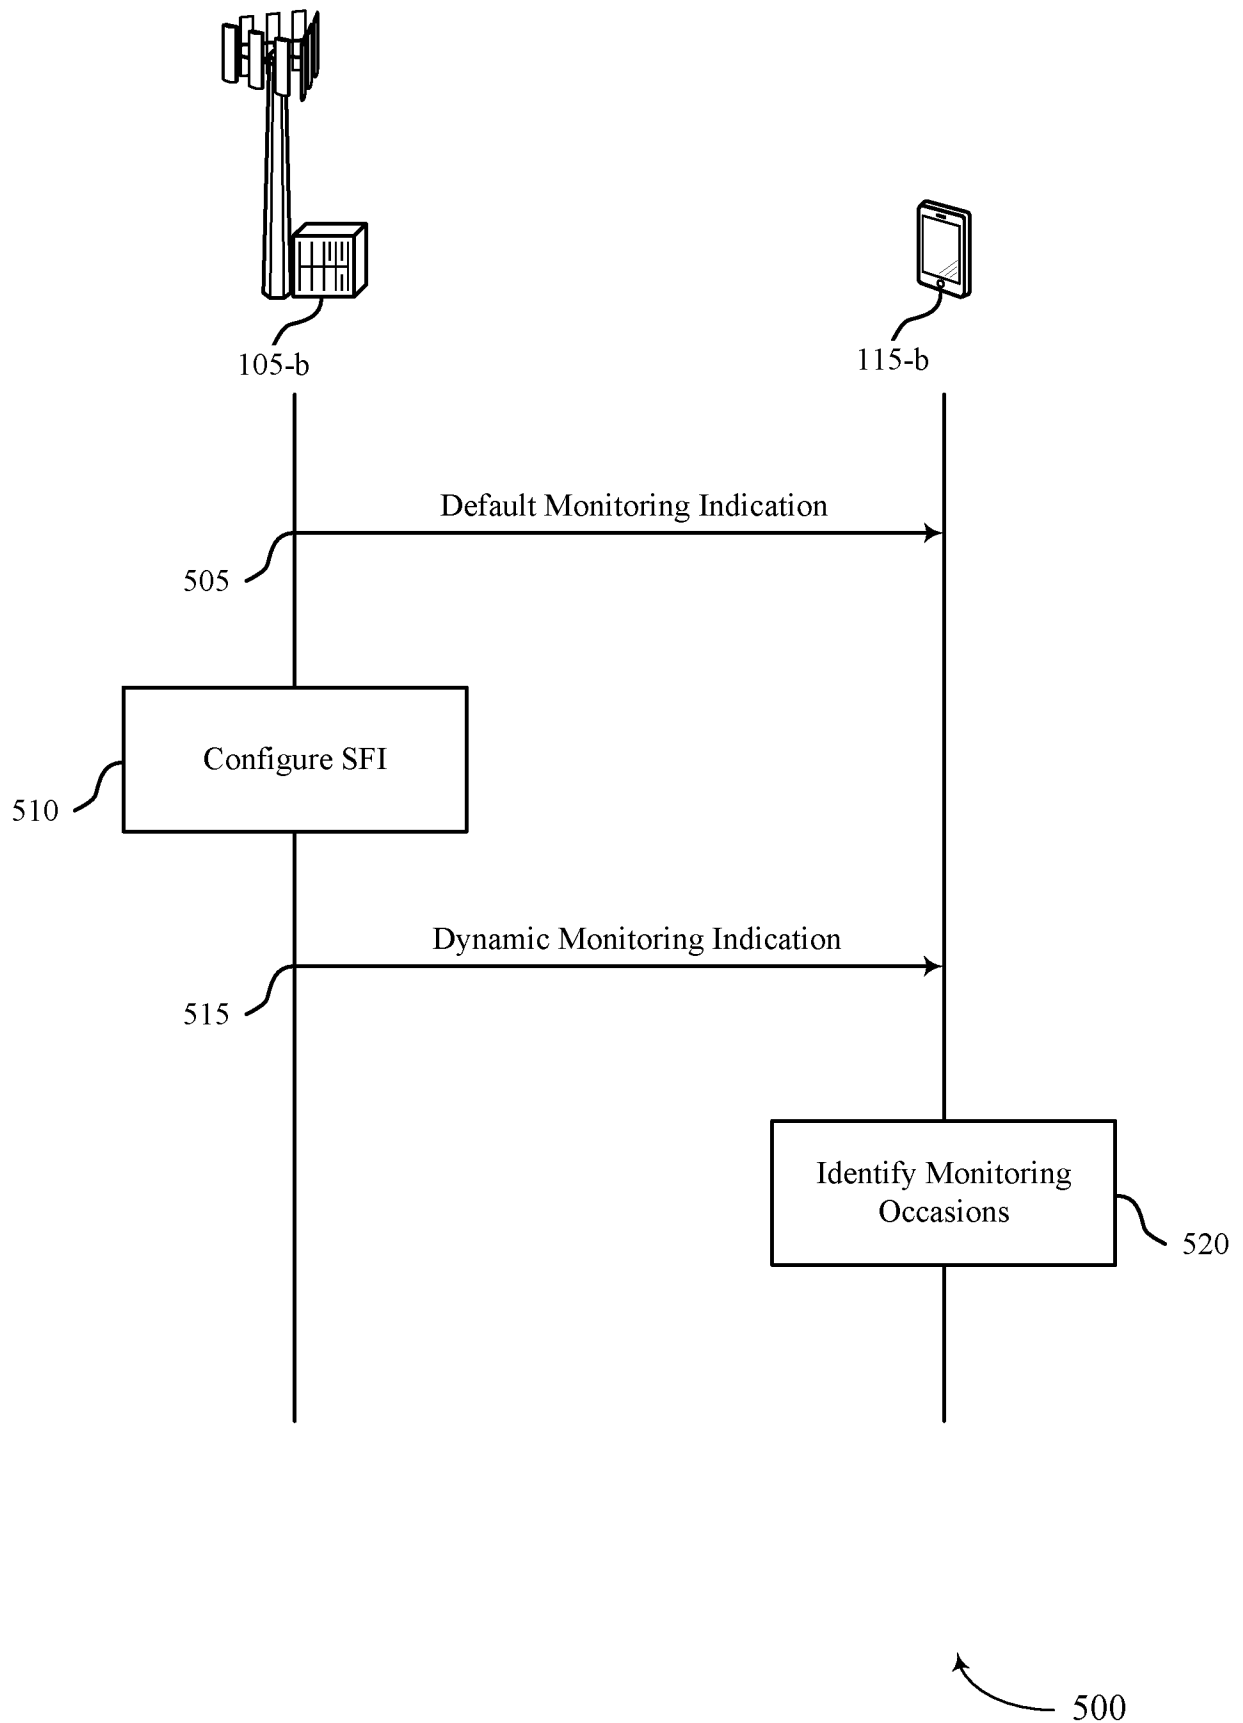 105-b
115-b
Default Monitoring Indication
505
Configure SFI
510
Dynamic Monitoring Indication
515
Identify Monitoring
Occasions
520
500